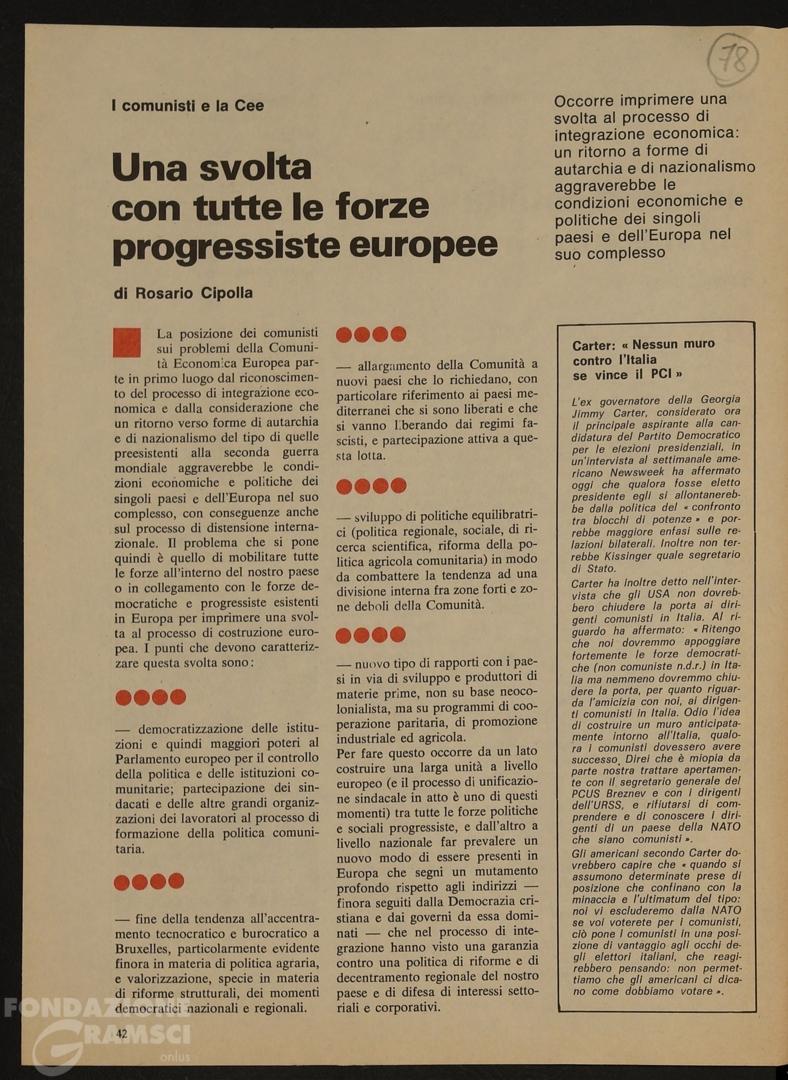 78
I comunisti e la Cee
Una svolta
con tutte le forze
progressiste europee
di Rosario Cipolla
Occorre imprimere una
svolta al processo di
integrazione economica:
un ritorno a forme di
autarchia e di nazionalismo
aggraverebbe le
condizioni economiche e
politiche dei singoli
paesi e dell'Europa nel
suo complesso
La posizione dei comunisti
sui problemi della Comuni-
tà Economica Europea par-
te in primo luogo dal riconoscimen-
to del processo di integrazione eco-
nomica e dalla considerazione che
un ritorno verso forme di autarchia
e di nazionalismo del tipo di quelle
preesistenti alla seconda guerra
mondiale aggraverebbe le condi-
zioni economiche e politiche dei
singoli paesi e dell'Europa nel suo
complesso, con conseguenze anche
sul processo di distensione interna-
zionale. Il problema che si pone
quindi è quello di mobilitare tutte
le forze all'interno del nostro paese
o in collegamento con le forze de-
mocratiche e progressiste esistenti
in Europa per imprimere una svol-
ta al processo di costruzione euro-
pea. I punti che devono caratteriz-
zare questa svolta sono:
— democratizzazione delle istitu-
zioni e quindi maggiori poteri al
Parlamento europeo per il controllo
della politica e delle istituzioni co-
munitarie; partecipazione dei sin-
dacati e delle altre grandi organiz-
zazioni dei lavoratori al processo di
formazione della politica comuni-
taria.
— fine della tendenza all'accentra-
mento tecnocratico e burocratico a
Bruxelles, particolarmente evidente
finora in materia di politica agraria,
e valorizzazione, specie in materia
di riforme strutturali, dei momenti
democratici nazionali e regionali.
— allargamento della Comunità a
nuovi paesi che lo richiedano, con
particolare riferimento ai paesi me-
diterranei che si sono liberati e che
si vanno liberando dai regimi fa-
scisti, e partecipazione attiva a que-
sta lotta.
— sviluppo di politiche equilibratri-
ci (politica regionale, sociale, di ri-
cerca scientifica, riforma della po-
litica agricola comunitaria) in modo
da combattere la tendenza ad una
divisione interna fra zone forti e zo-
ne deboli della Comunità.
— nuovo tipo di rapporti con i pae-
si in via di sviluppo e produttori di
materie prime, non su base neoco-
lonialista, ma su programmi di coo-
perazione paritaria, di promozione
industriale ed agricola.
Per fare questo occorre da un lato
costruire una larga unità a livello
europeo (e il processo di unificazio-
ne sindacale in atto è uno di questi
momenti) tra tutte le forze politiche
e sociali progressiste, e dall'altro a
livello nazionale far prevalere un
nuovo modo di essere presenti in
Europa che segni un mutamento
profondo rispetto agli indirizzi —
finora seguiti dalla Democrazia cri-
stiana e dai governi da essa domi-
nati — che nel processo di inte-
grazione hanno visto una garanzia
contro una politica di riforme e di
decentramento regionale del nostro
paese e di difesa di interessi setto-
riali e corporativi.
Carter: « Nessun muro
contro l'Italia
se vince il PCI »
L'ex governatore della Georgia
Jimmy Carter, considerato ora
il principale aspirante alla can-
didatura del Partito Democratico
per le elezioni presidenziali, in
un'intervista al settimanale ame-
ricano Newsweek ha affermato
oggi che qualora fosse eletto
presidente egli si allontanereb-
be dalla politica del « confronto
tra blocchi di potenze » e por-
rebbe maggiore enfasi sulle re-
lazioni bilaterali. Inoltre non ter-
rebbe Kissinger quale segretario
di Stato.
Carter ha inoltre detto nell'inter-
vista che gli USA non dovreb-
bero chiudere la porta ai diri-
genti comunisti in Italia. Al ri-
guardo ha affermato: « Ritengo
che noi dovremmo appoggiare
fortemente le forze democrati-
che (non comuniste n.d.r.) in Ita-
lia ma nemmeno dovremmo chiu-
dere la porta, per quanto riguar-
da l'amicizia con noi, ai dirigen-
ti comunisti in Italia. Odio l'idea
di costruire un muro anticipata-
mente intorno all'Italia, qualo-
ra i comunisti dovessero avere
successo. Direi che è miopia da
parte nostra trattare apertamen-
te con il segretario generale del
PCUS Breznev e con i dirigenti
dell'URSS, e rifiutarsi di com-
prendere e di conoscere i diri-
genti di un paese della NATO
che siano comunisti ».
Gli americani secondo Carter do-
vrebbero capire che « quando si
assumono determinate prese di
posizione che confinano con la
minaccia e l'ultimatum del tipo:
noi vi escluderemo dalla NATO
se voi voterete per i comunisti,
ciò pone i comunisti in una posi-
zione di vantaggio agli occhi de-
gli elettori italiani, che reagi-
rebbero pensando: non permet-
tiamo che gli americani ci dica-
no come dobbiamo votare ».
42
FONDAZIONE
GRAMSCI
onlus